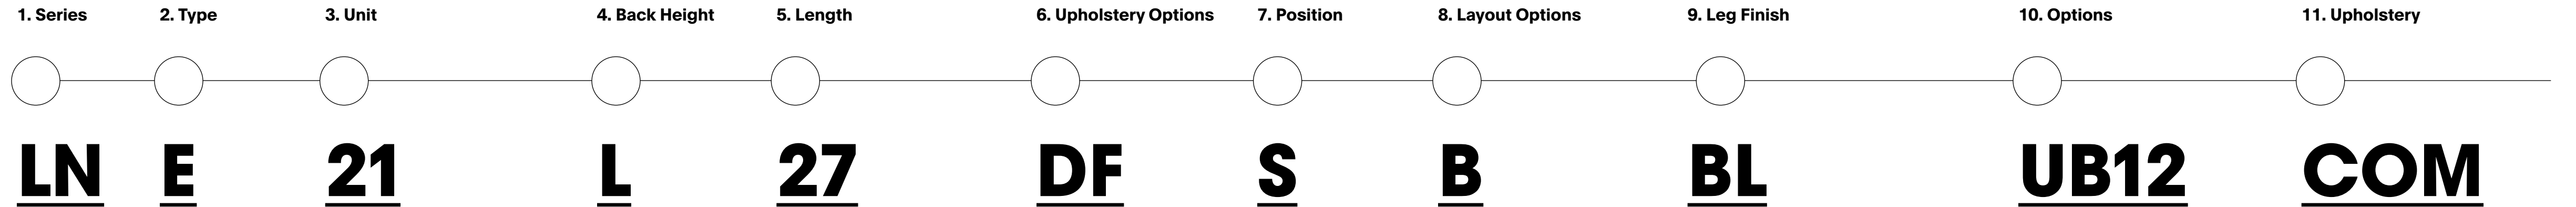 1. Series 2. Type 3. Unit 4. Back Height 5. Length 6. Upholstery Options 7. Position 8. Layout Options 9. Leg Finish 10. Options 11. Upholstery
LN E 21 L 27 DF S B BL UB12 COM